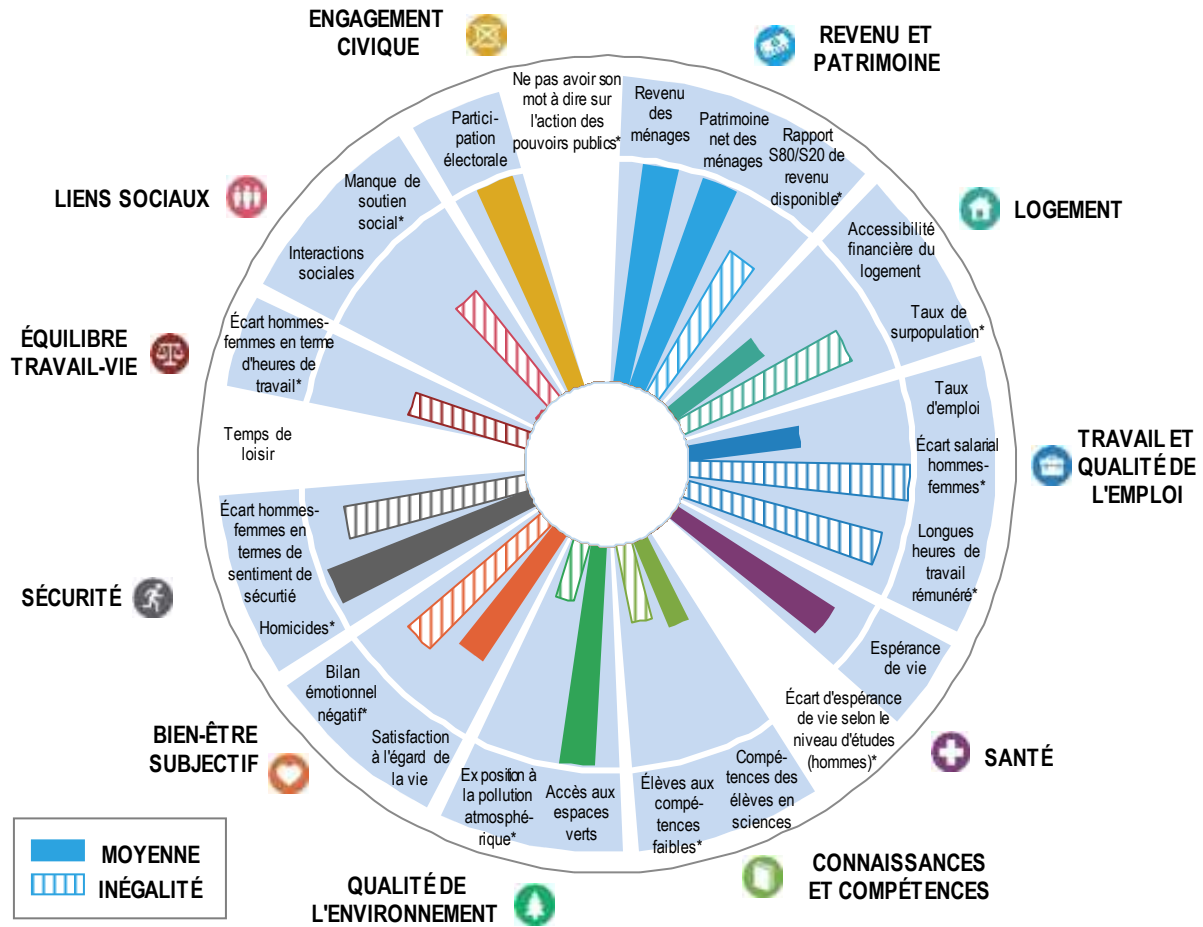 ENGAGEMENT
CIVIQUE
REVENU ET
PATRIMOINE
Ne pas avoir son
mot à dire sur
l'action des
pouvoirs publics*
Revenu
des
ménages
Patrimoine
net des
ménages
Rapport
S80/S20 de
revenu
disponible*
LOGEMENT
Accessibilité
financière du
logement
Taux de
surpopulation*
Taux
d'emploi
Écart salarial
hommes-
femmes*
Longues
heures de
travail
rémunéré*
TRAVAIL ET
QUALITÉ DE
L'EMPLOI
Espérance
de vie
Écart d'espérance
de vie selon le
niveau d'études
(hommes)*
SANTÉ
Compé-
tences des
élèves en
sciences
Élèves aux
compé-
tences
faibles*
CONNAISSANCES
ET COMPÉTENCES
Accès aux
espaces
verts
Ex position à
la pollution
atmosphé-
rique*
QUALITÉ DE
L'ENVIRONNEMENT
Satisfaction
à l'égard de
la vie
Bilan
émotionnel
négatif*
BIEN-ÊTRE
SUBJECTIF
Homicides*
Écart hommes-
femmes en
termes de
sentiment de
sécurtié
SÉCURITÉ
Temps de
loisir
Écart hommes-
femmes en terme
d'heures de
travail*
ÉQUILIBRE
TRAVAIL-VIE
Interactions
sociales
Manque de
soutien
social*
LIENS SOCIAUX
Partici-
pation
électorale
MOYENNE
INÉGALITÉ